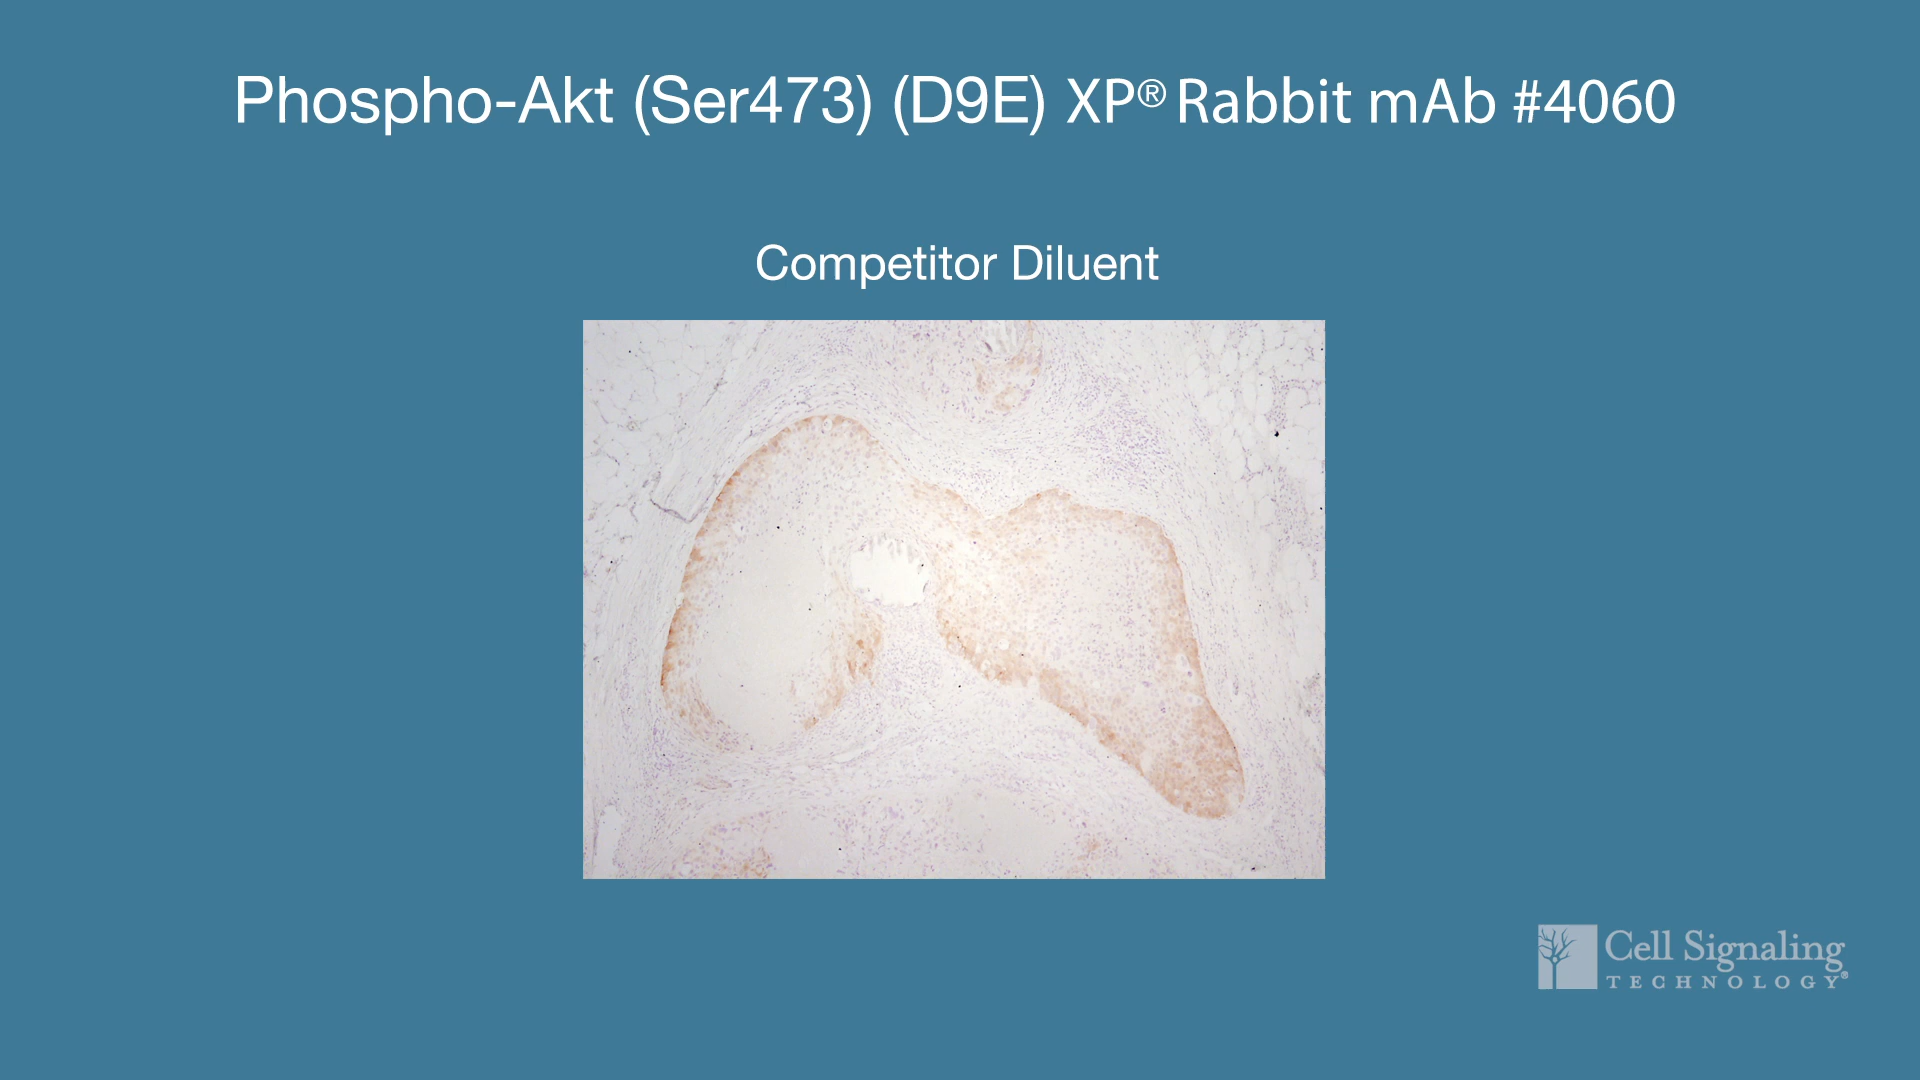 Phospho-Akt (Ser473) (D9E) XP® Rabbit mAb #4060
Competitor Diluent
Cell Signaling
TECHNOLOGY®